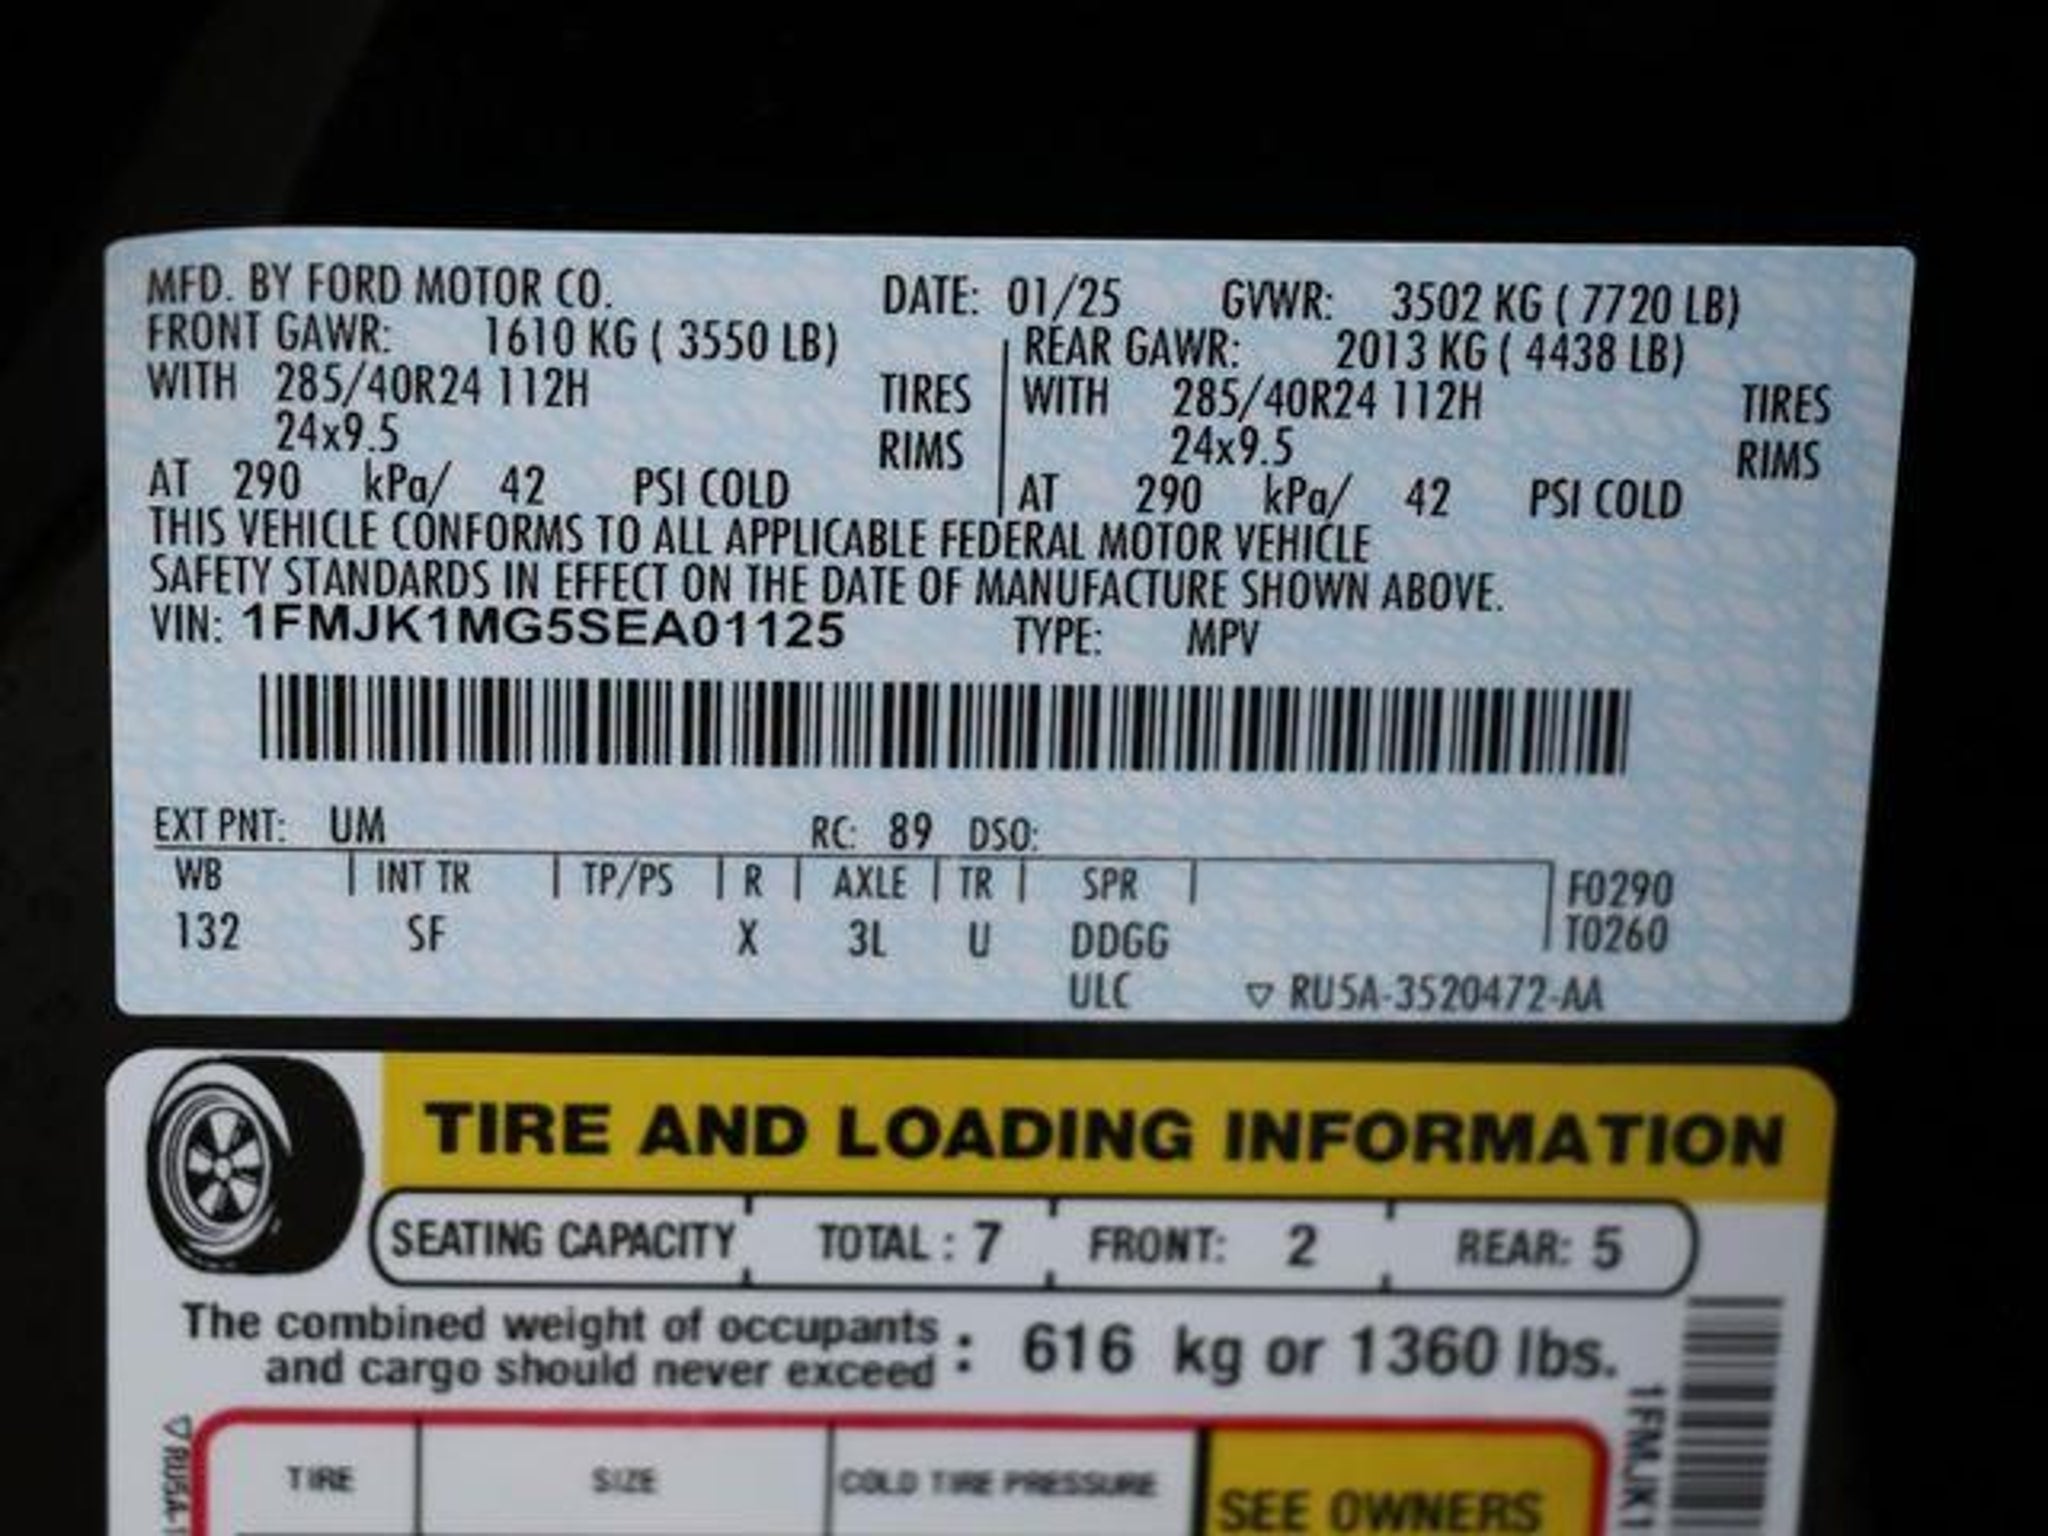 MFD. BY FORD MOTOR CO. DATE: 01/25 GVWR: 3502 KG ( 7720 LB)
FRONT GAWR: 1610 KG ( 3550 LB) REAR GAWR: 2013 KG ( 4438 LB)
WITH 285/40R24 112H TIRES WITH 285/40R24 112H TIRES
24x9.5 RIMS 24x9.5 RIMS
AT 290 kPa/ 42 PSI COLD AT 290 kPa/ 42 PSI COLD
THIS VEHICLE CONFORMS TO ALL APPLICABLE FEDERAL MOTOR VEHICLE
SAFETY STANDARDS IN EFFECT ON THE DATE OF MANUFACTURE SHOWN ABOVE.
VIN: 1FMJK1MG5SEA01125 TYPE: MPV
EXT PNT: UM RC: 89 DSO:
WB INT TR TP/PS R AXLE TR SPR F0290
132 SF X 3L U DDGG T0260
ULC ▽ RU5A-3520472-AA
TIRE AND LOADING INFORMATION
SEATING CAPACITY TOTAL : 7 FRONT: 2 REAR: 5
The combined weight of occupants
and cargo should never exceed : 616 kg or 1360 lbs.
TIRE SIZE COLD TIRE PRESSURE SEE OWNERS
▽ RU5A-1
1FMJK1